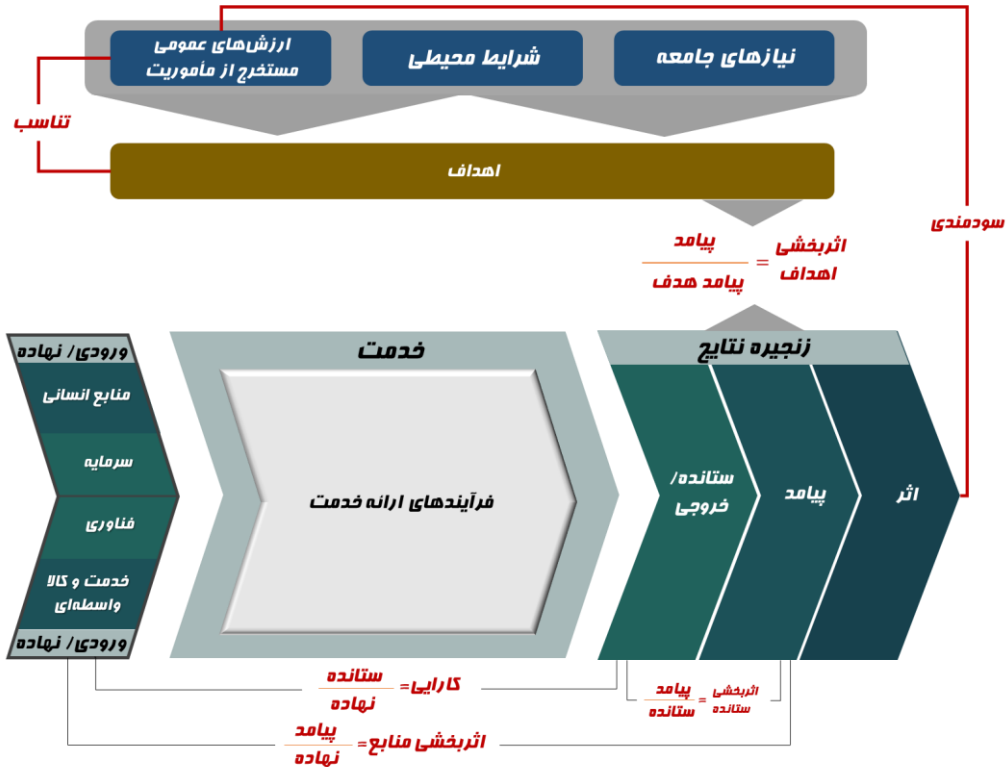 نیازهای جامعه
شرایط محیطی
ارزش‌های عمومی
مستخرج از مأموریت
تناسب
اهداف
سودمندی
اثربخشی
اهداف
=
پیامد
پیامد هدف
ورودی/ نهاده
منابع انسانی
سرمایه
فناوری
خدمت و کالا
واسطه‌ای
ورودی/ نهاده
خدمت
فرآیندهای ارائه خدمت
زنجیره نتایج
ستانده/
خروجی
پیامد
اثر
کارایی=
ستانده
نهاده
اثربخشی
ستانده
=
پیامد
ستانده
اثربخشی منابع=
پیامد
نهاده